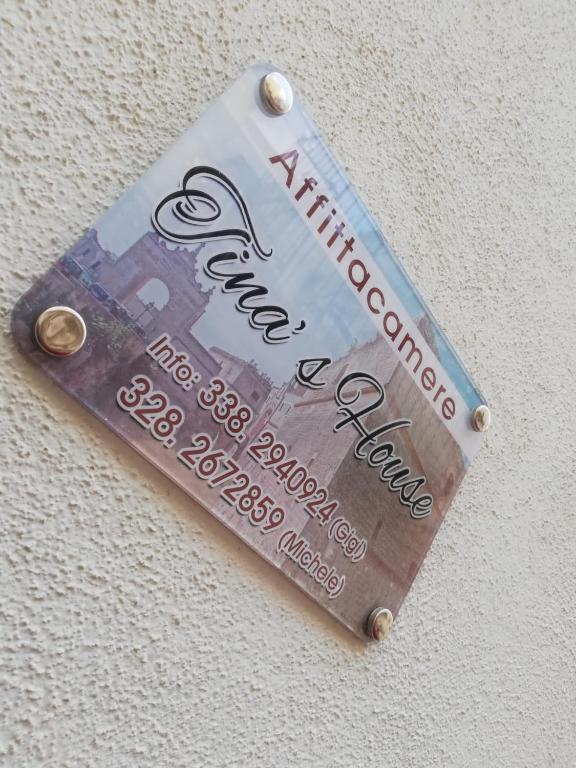 Affittacamere
Tina's House
Info: 338. 2940924 (Gigi)
328. 2672859 (Michele)